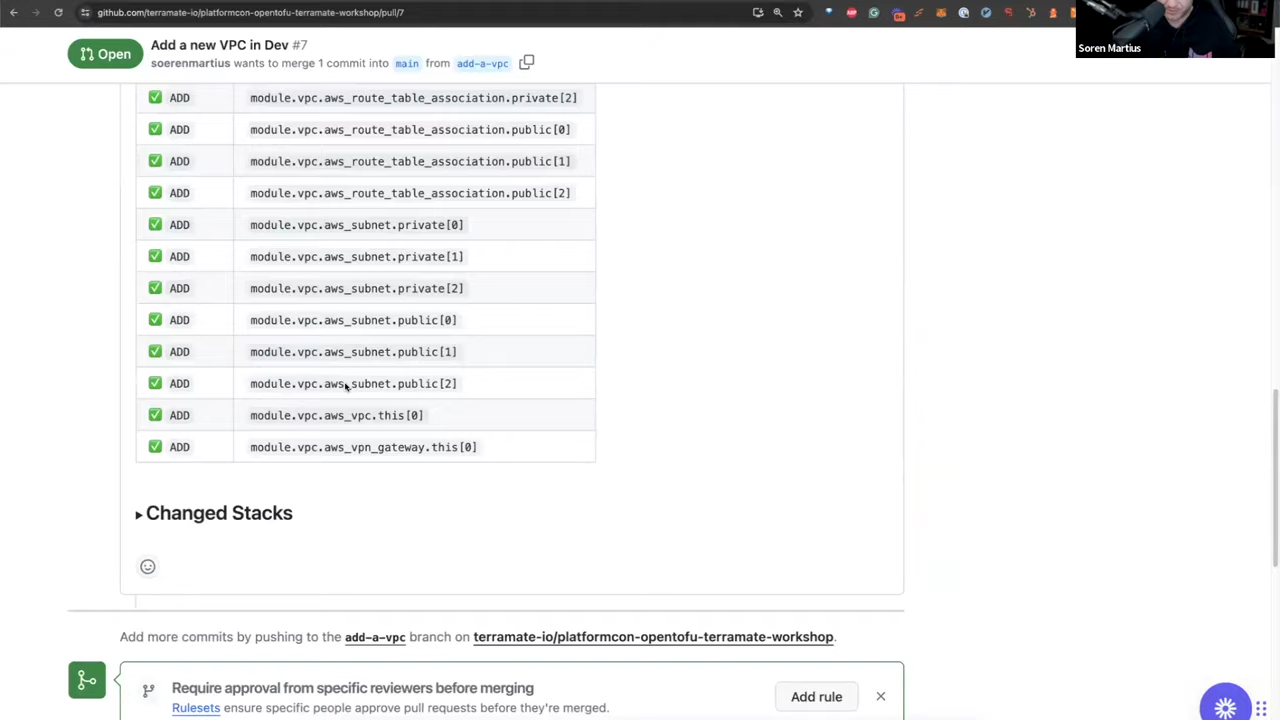 github.com/terramate-io/platformcon-opentofu-terramate-workshop/pull/7
Soren Martius
Open
Add a new VPC in Dev #7
soerenmartius wants to merge 1 commit into main from add-a-vpc
ADD module.vpc.aws_route_table_association.private[2]
ADD module.vpc.aws_route_table_association.public[0]
ADD module.vpc.aws_route_table_association.public[1]
ADD module.vpc.aws_route_table_association.public[2]
ADD module.vpc.aws_subnet.private[0]
ADD module.vpc.aws_subnet.private[1]
ADD module.vpc.aws_subnet.private[2]
ADD module.vpc.aws_subnet.public[0]
ADD module.vpc.aws_subnet.public[1]
ADD module.vpc.aws_subnet.public[2]
ADD module.vpc.aws_vpc.this[0]
ADD module.vpc.aws_vpn_gateway.this[0]
Changed Stacks
Add more commits by pushing to the add-a-vpc branch on terramate-io/platformcon-opentofu-terramate-workshop.
Require approval from specific reviewers before merging
Rulesets ensure specific people approve pull requests before they're merged.
Add rule